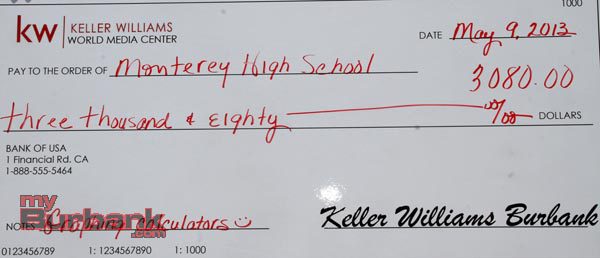 1000
kw KELLER WILLIAMS
WORLD MEDIA CENTER
DATE May 9, 2013
PAY TO THE ORDER OF Monterey High School
3080.00
three thousand & Eighty 00/00 DOLLARS
BANK OF USA
1 Financial Rd. CA
1-888-555-5464
my
Burbank
.com
NOTES Graphing calculators
Keller Williams Burbank
0123456789 1: 1234567890 1: 1000